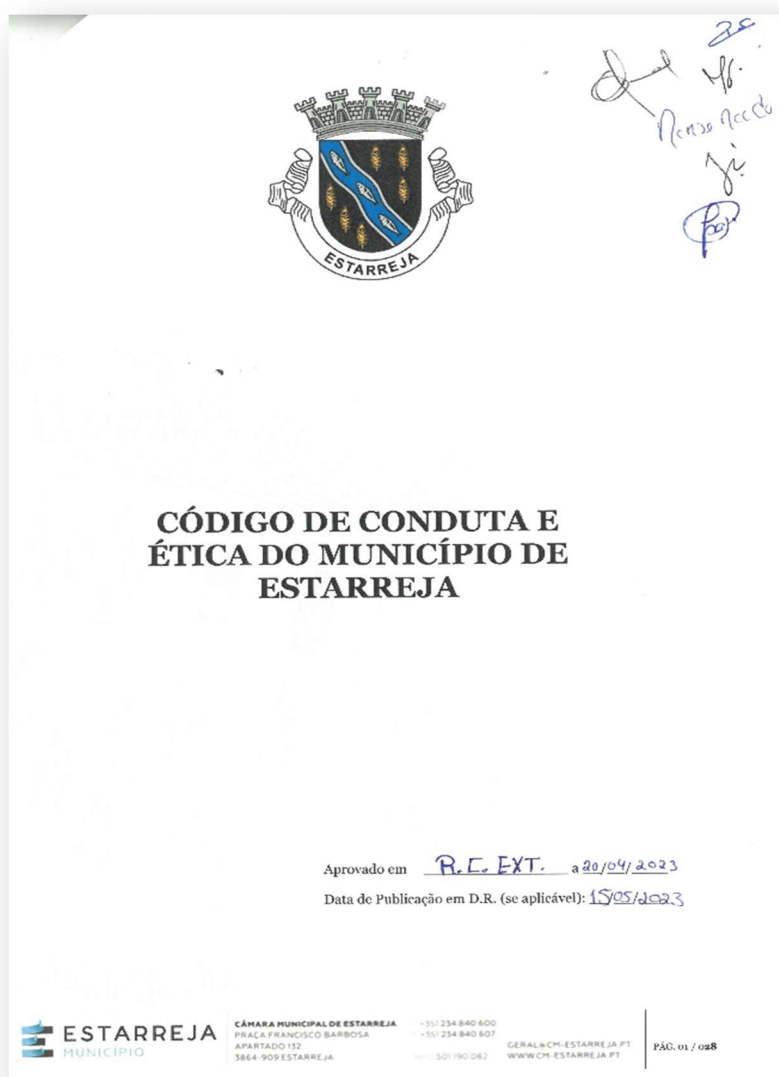 ESTARREJA
CÓDIGO DE CONDUTA E
ÉTICA DO MUNICÍPIO DE
ESTARREJA
Aprovado em R.C. EXT. a 20/04/2023
Data de Publicação em D.R. (se aplicável): 15/05/2023
ESTARREJA
MUNICÍPIO
CÂMARA MUNICIPAL DE ESTARREJA
PRAÇA FRANCISCO BARBOSA
APARTADO 132
3864-909 ESTARREJA
+351 234 840 600
+351 234 840 607
501 190 082
GERAL@CM-ESTARREJA.PT
WWW.CM-ESTARREJA.PT
PÁG. 01 / 028